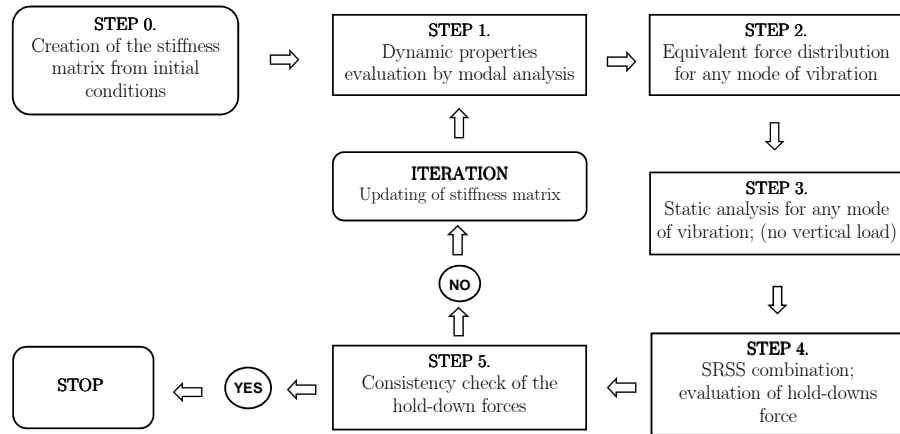 STEP 0.
Creation of the stiffness
matrix from initial
conditions
STEP 1.
Dynamic properties
evaluation by modal analysis
STEP 2.
Equivalent force distribution
for any mode of vibration
ITERATION
Updating of stiffness matrix
STEP 3.
Static analysis for any mode
of vibration; (no vertical load)
NO
STEP 4.
SRSS combination;
evaluation of hold-downs
force
STEP 5.
Consistency check of the
hold-down forces
YES
STOP